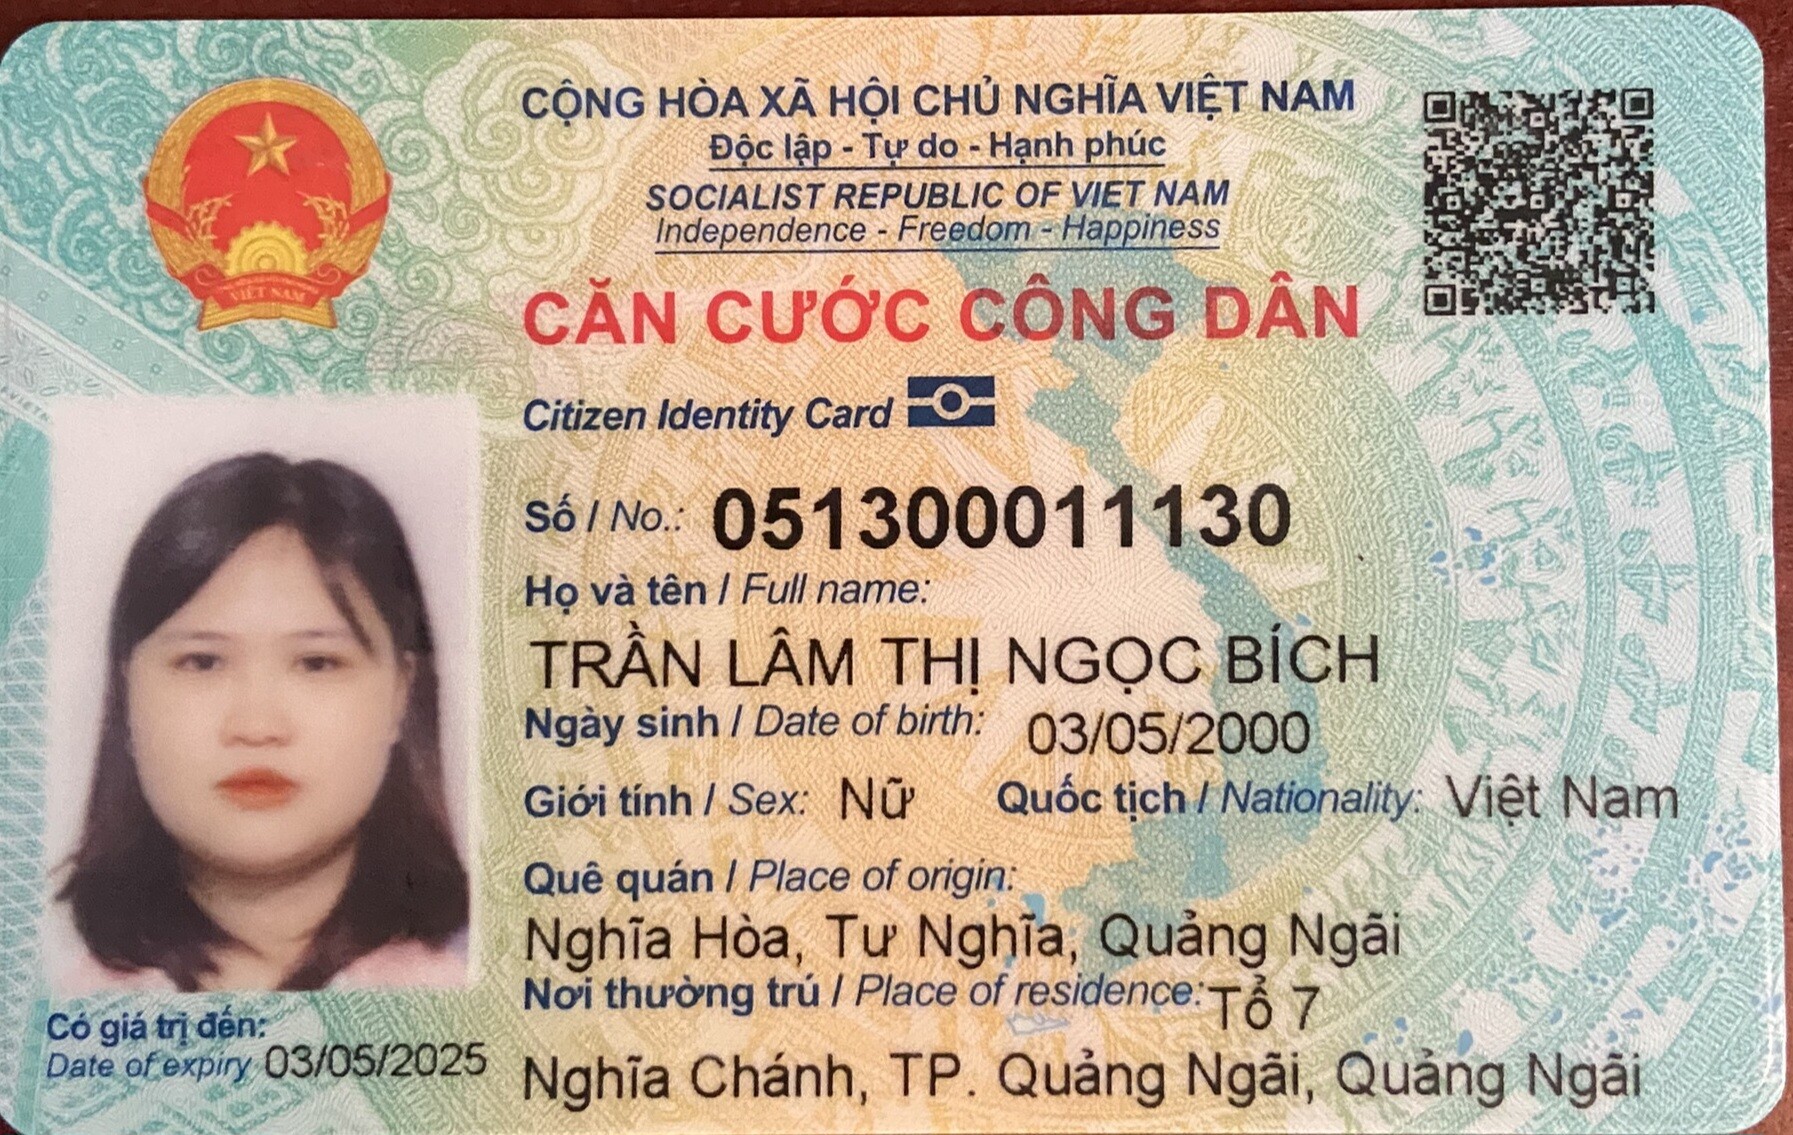 CỘNG HÒA XÃ HỘI CHỦ NGHĨA VIỆT NAM
Độc lập - Tự do - Hạnh phúc
SOCIALIST REPUBLIC OF VIET NAM
Independence - Freedom - Happiness
VIỆT NAM
CĂN CƯỚC CÔNG DÂN
Citizen Identity Card
Số / No.: 051300011130
Họ và tên / Full name:
TRẦN LÂM THỊ NGỌC BÍCH
Ngày sinh / Date of birth: 03/05/2000
Giới tính / Sex: Nữ Quốc tịch / Nationality: Việt Nam
Quê quán / Place of origin:
Nghĩa Hòa, Tư Nghĩa, Quảng Ngãi
Nơi thường trú / Place of residence: Tổ 7
Nghĩa Chánh, TP. Quảng Ngãi, Quảng Ngãi
Có giá trị đến:
Date of expiry 03/05/2025